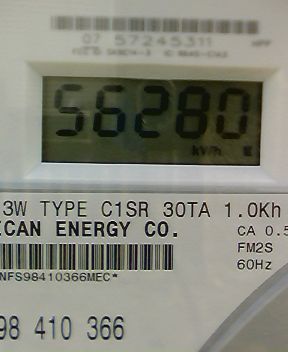 07 57245311
56280
kWh
3W TYPE C1SR 30TA 1.0Kh
ICAN ENERGY CO.
CA 0.5
FM2S
60Hz
NFS98410366MEC*
98 410 366